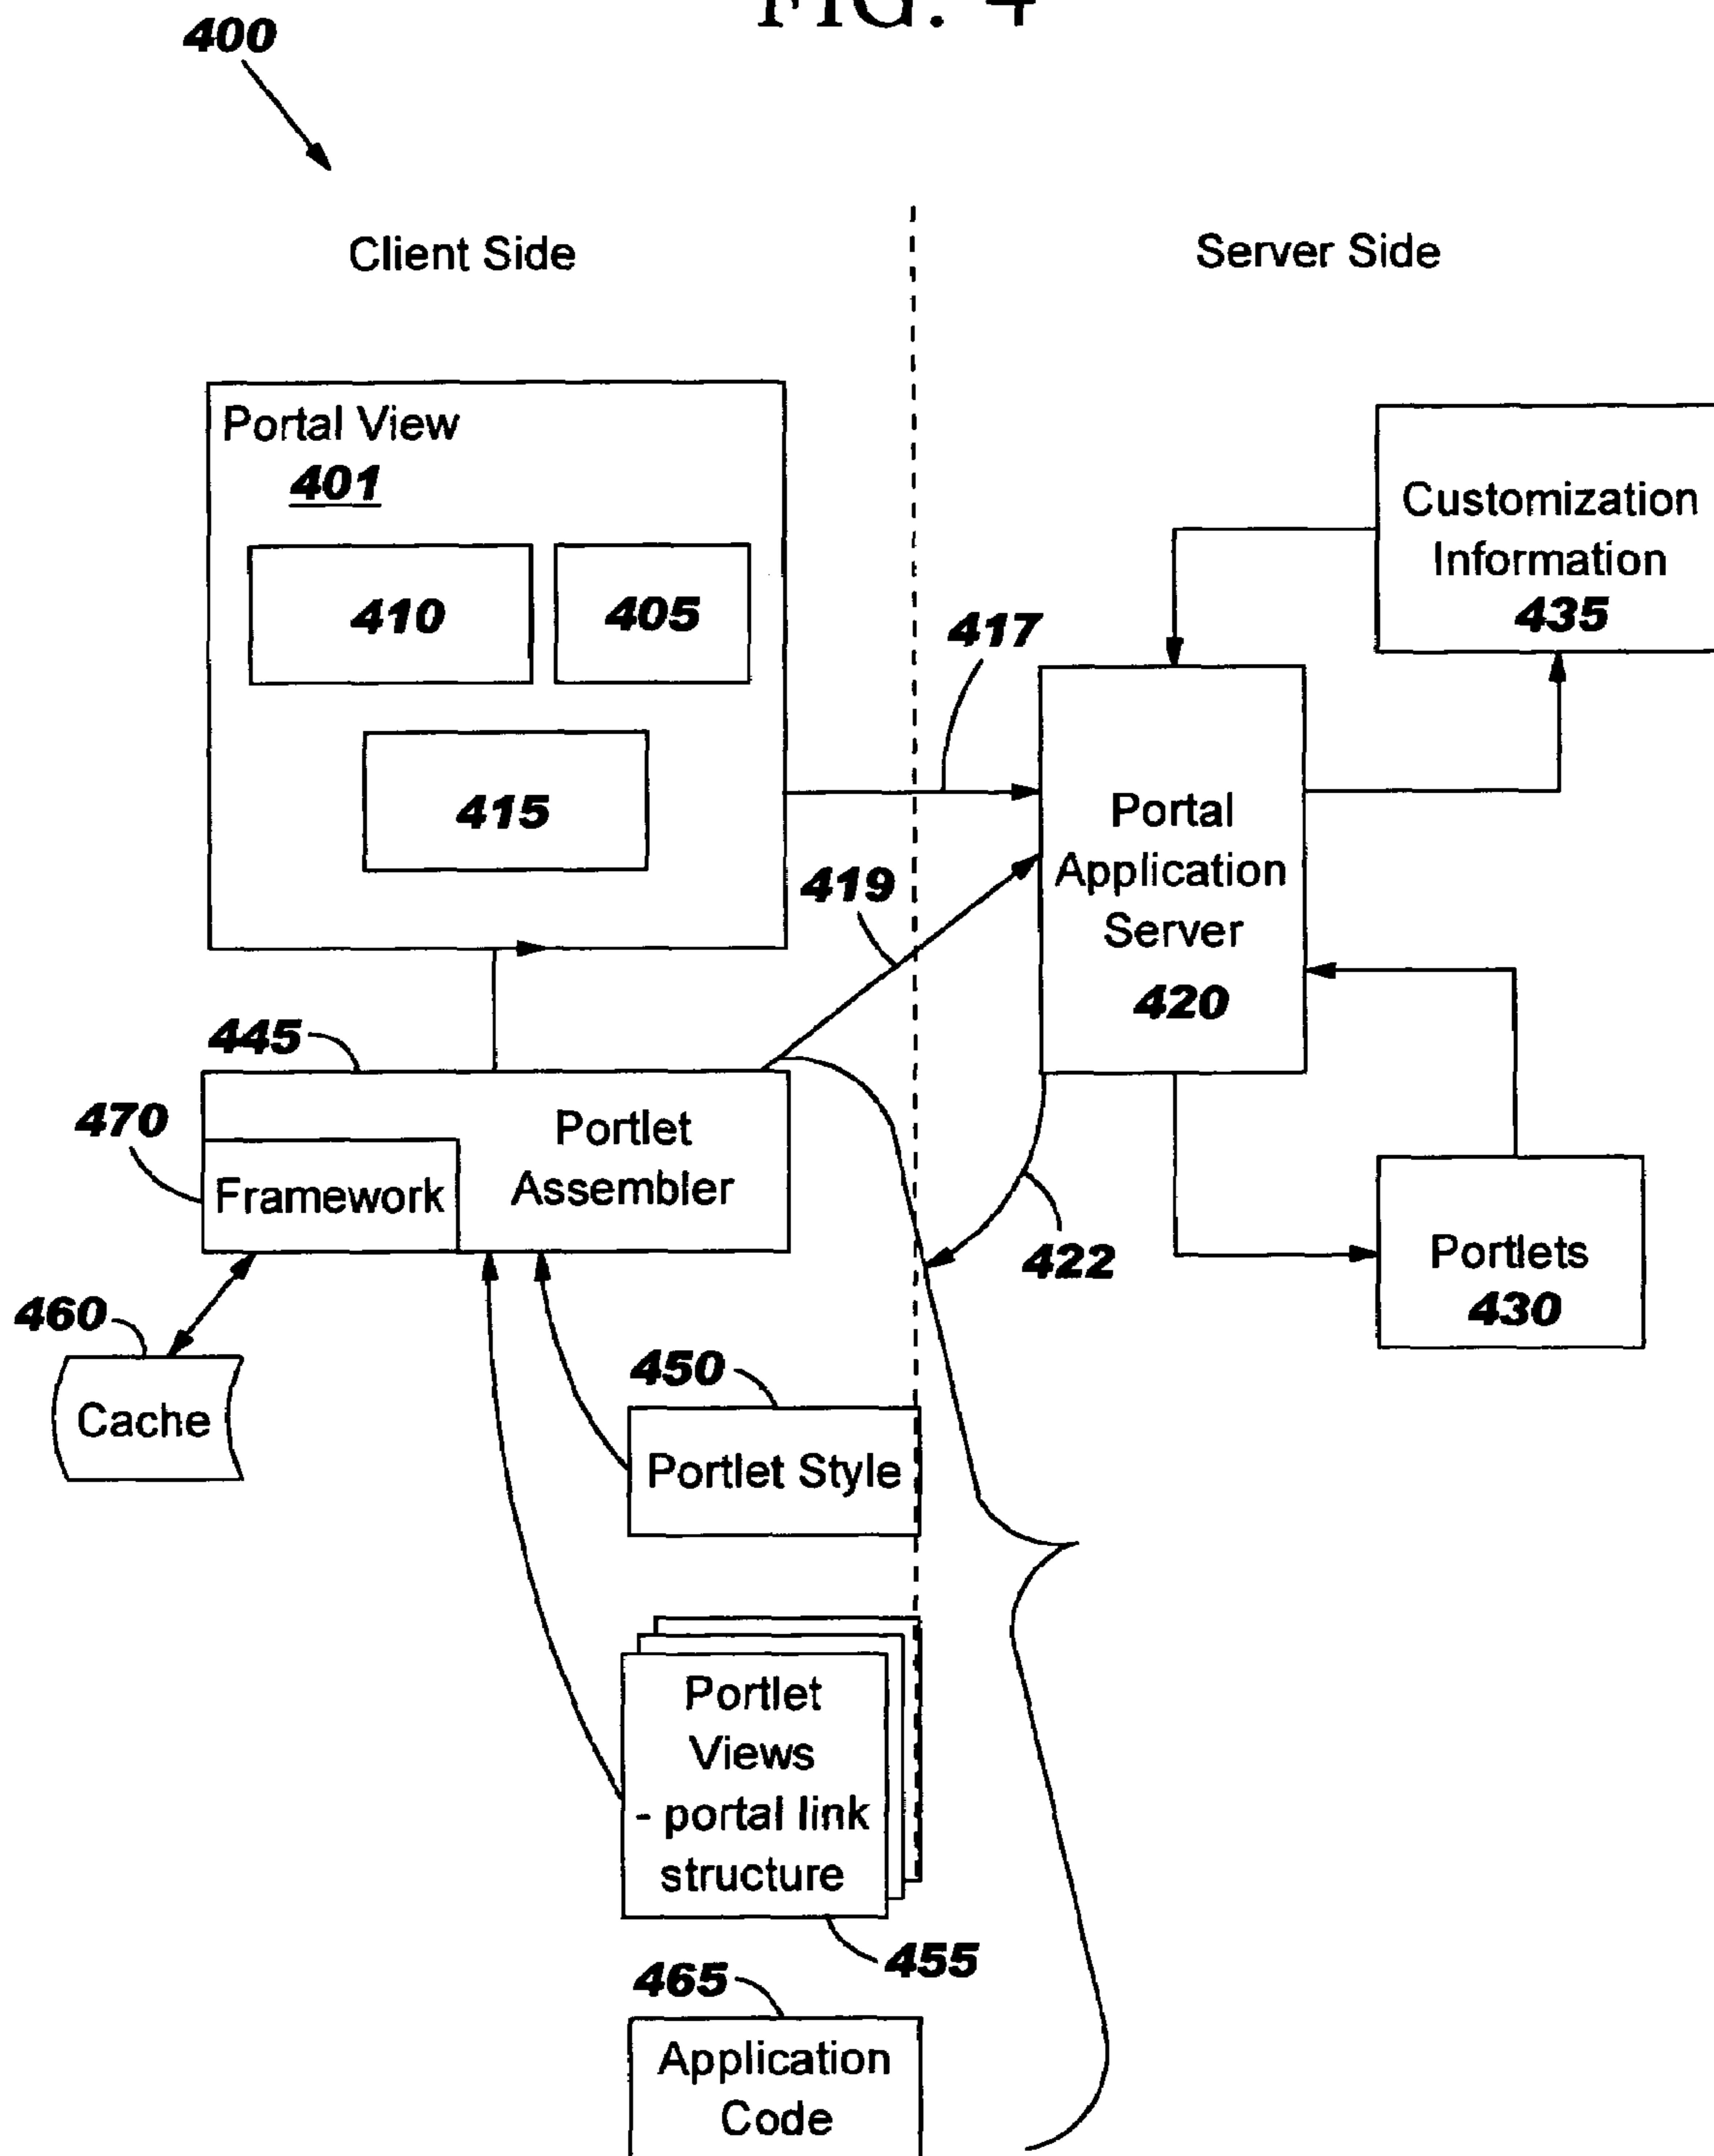 FIG. 4
400
Client Side
Server Side
Portal View
401
410
405
415
417
419
Customization
Information
435
Portal
Application
Server
420
445
470
Framework
Portlet
Assembler
422
Portlets
430
460
Cache
450
Portlet Style
Portlet
Views
- portal link
structure
455
465
Application
Code